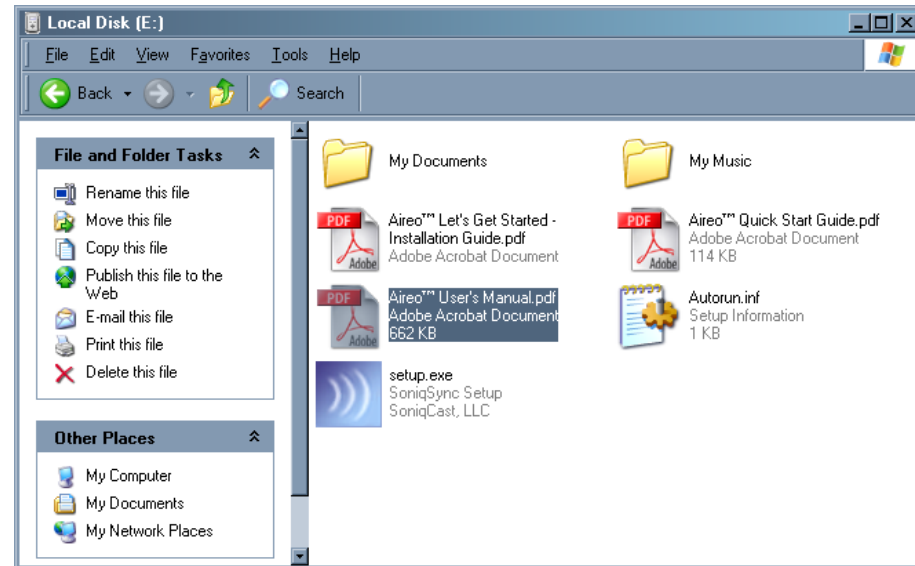 Local Disk (E:)
File Edit View Favorites Tools Help
Back Search
File and Folder Tasks
Rename this file
Move this file
Copy this file
Publish this file to the
Web
E-mail this file
Print this file
Delete this file
Other Places
My Computer
My Documents
My Network Places
My Documents
My Music
PDF
Adobe
Aireo™ Let's Get Started -
Installation Guide.pdf
Adobe Acrobat Document
PDF
Adobe
Aireo™ Quick Start Guide.pdf
Adobe Acrobat Document
114 KB
PDF
Adobe
Aireo™ User's Manual.pdf
Adobe Acrobat Document
662 KB
Autorun.inf
Setup Information
1 KB
setup.exe
SoniqSync Setup
SoniqCast, LLC